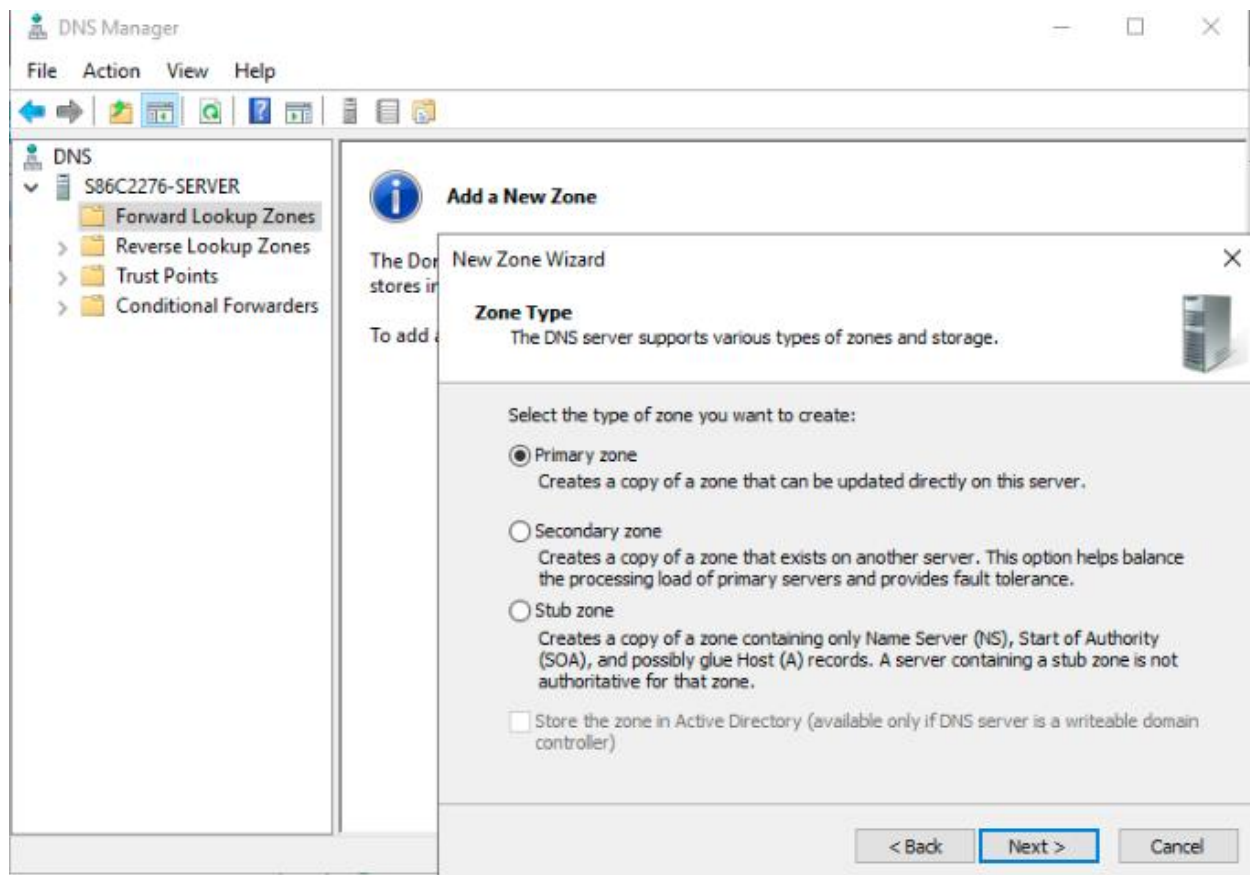 DNS Manager
File Action View Help
DNS
S86C2276-SERVER
Forward Lookup Zones
Reverse Lookup Zones
Trust Points
Conditional Forwarders
Add a New Zone
The
stores
To add
New Zone Wizard
Zone Type
The DNS server supports various types of zones and storage.
Select the type of zone you want to create:
Primary zone
Creates a copy of a zone that can be updated directly on this server.
Secondary zone
Creates a copy of a zone that exists on another server. This option helps balance
the processing load of primary servers and provides fault tolerance.
Stub zone
Creates a copy of a zone containing only Name Server (NS), Start of Authority
(SOA), and possibly glue Host (A) records. A server containing a stub zone is not
authoritative for that zone.
Store the zone in Active Directory (available only if DNS server is a writeable domain
controller)
< Back Next > Cancel